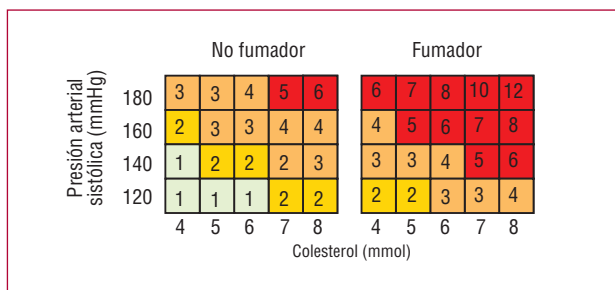 No fumador Fumador
Presión arterial
sistólica (mmHg)
180 3 3 4 5 6 6 7 8 10 12
160 2 3 3 4 4 4 5 6 7 8
140 1 2 2 2 3 3 3 4 5 6
120 1 1 1 2 2 2 2 3 3 4
4 5 6 7 8 4 5 6 7 8
Colesterol (mmol)